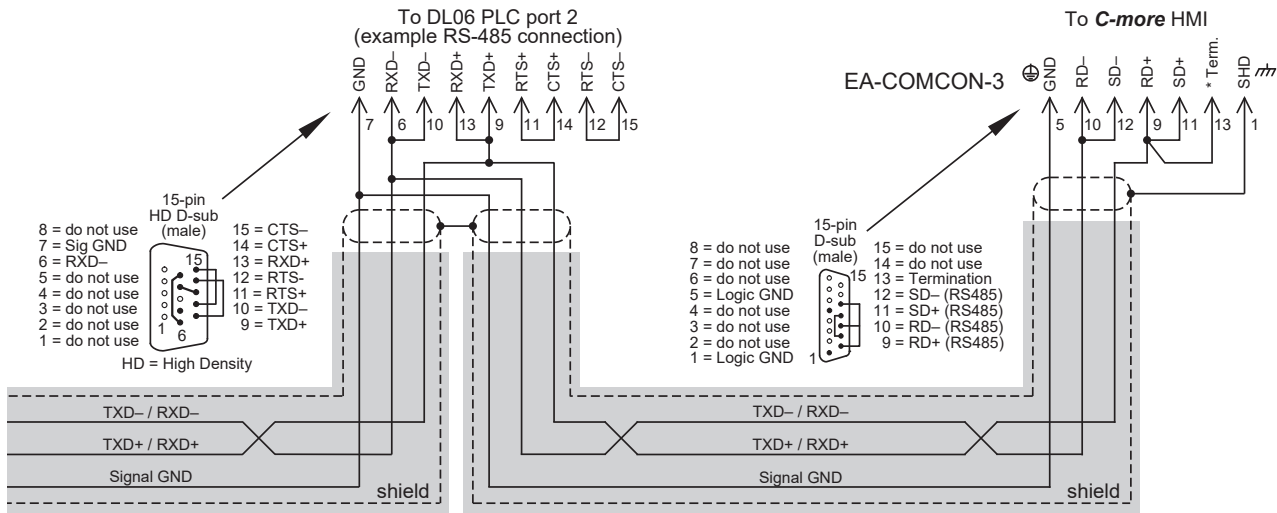 To DL06 PLC port 2
(example RS-485 connection)
GND
RXD–
TXD–
RXD+
TXD+
RTS+
CTS+
RTS–
CTS–
7
6
10
13
9
11
14
12
15
To C-more HMI
EA-COMCON-3
GND
RD–
SD–
RD+
SD+
* Term.
SHD
5
10
12
9
11
13
1
15-pin
HD D-sub
(male)
8 = do not use
7 = Sig GND
6 = RXD–
5 = do not use
4 = do not use
3 = do not use
2 = do not use
1 = do not use
15
1
6
15 = CTS–
14 = CTS+
13 = RXD+
12 = RTS-
11 = RTS+
10 = TXD–
9 = TXD+
HD = High Density
15-pin
D-sub
(male)
8 = do not use
7 = do not use
6 = do not use
5 = Logic GND
4 = do not use
3 = do not use
2 = do not use
1 = Logic GND
15
1
15 = do not use
14 = do not use
13 = Termination
12 = SD– (RS485)
11 = SD+ (RS485)
10 = RD– (RS485)
9 = RD+ (RS485)
TXD– / RXD–
TXD+ / RXD+
Signal GND
shield
TXD– / RXD–
TXD+ / RXD+
Signal GND
shield